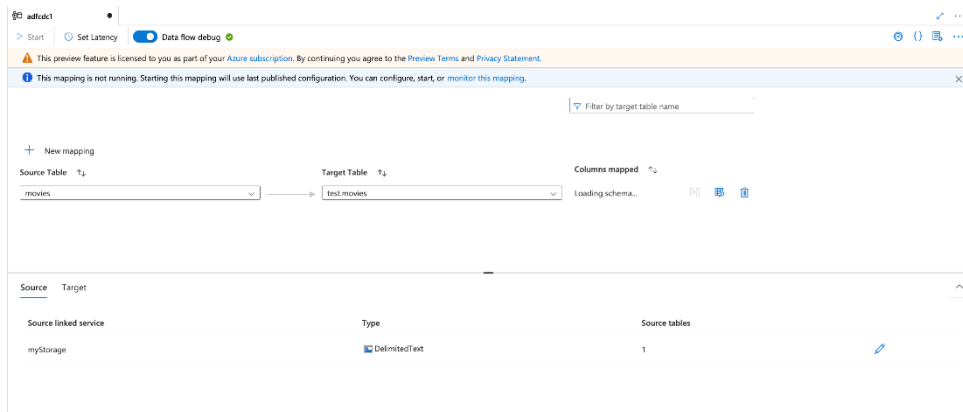 adfcdc1
Start Set Latency Data flow debug
This preview feature is licensed to you as part of your Azure subscription. By continuing you agree to the Preview Terms and Privacy Statement.
This mapping is not running. Starting this mapping will use last published configuration. You can configure, start, or monitor this mapping.
Filter by target table name
New mapping
Source Table Target Table Columns mapped
movies test.movies Loading schema...
Source Target
Source linked service Type Source tables
myStorage DelimitedText 1